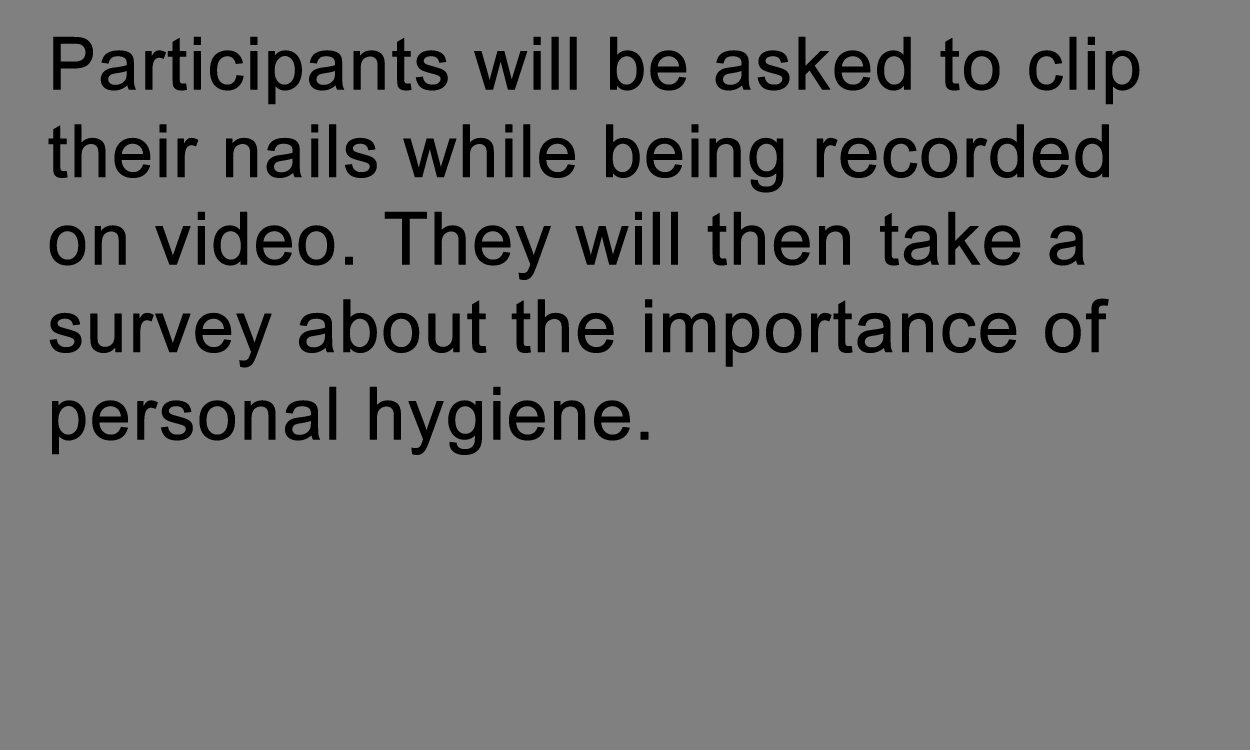 Participants will be asked to clip
their nails while being recorded
on video. They will then take a
survey about the importance of
personal hygiene.